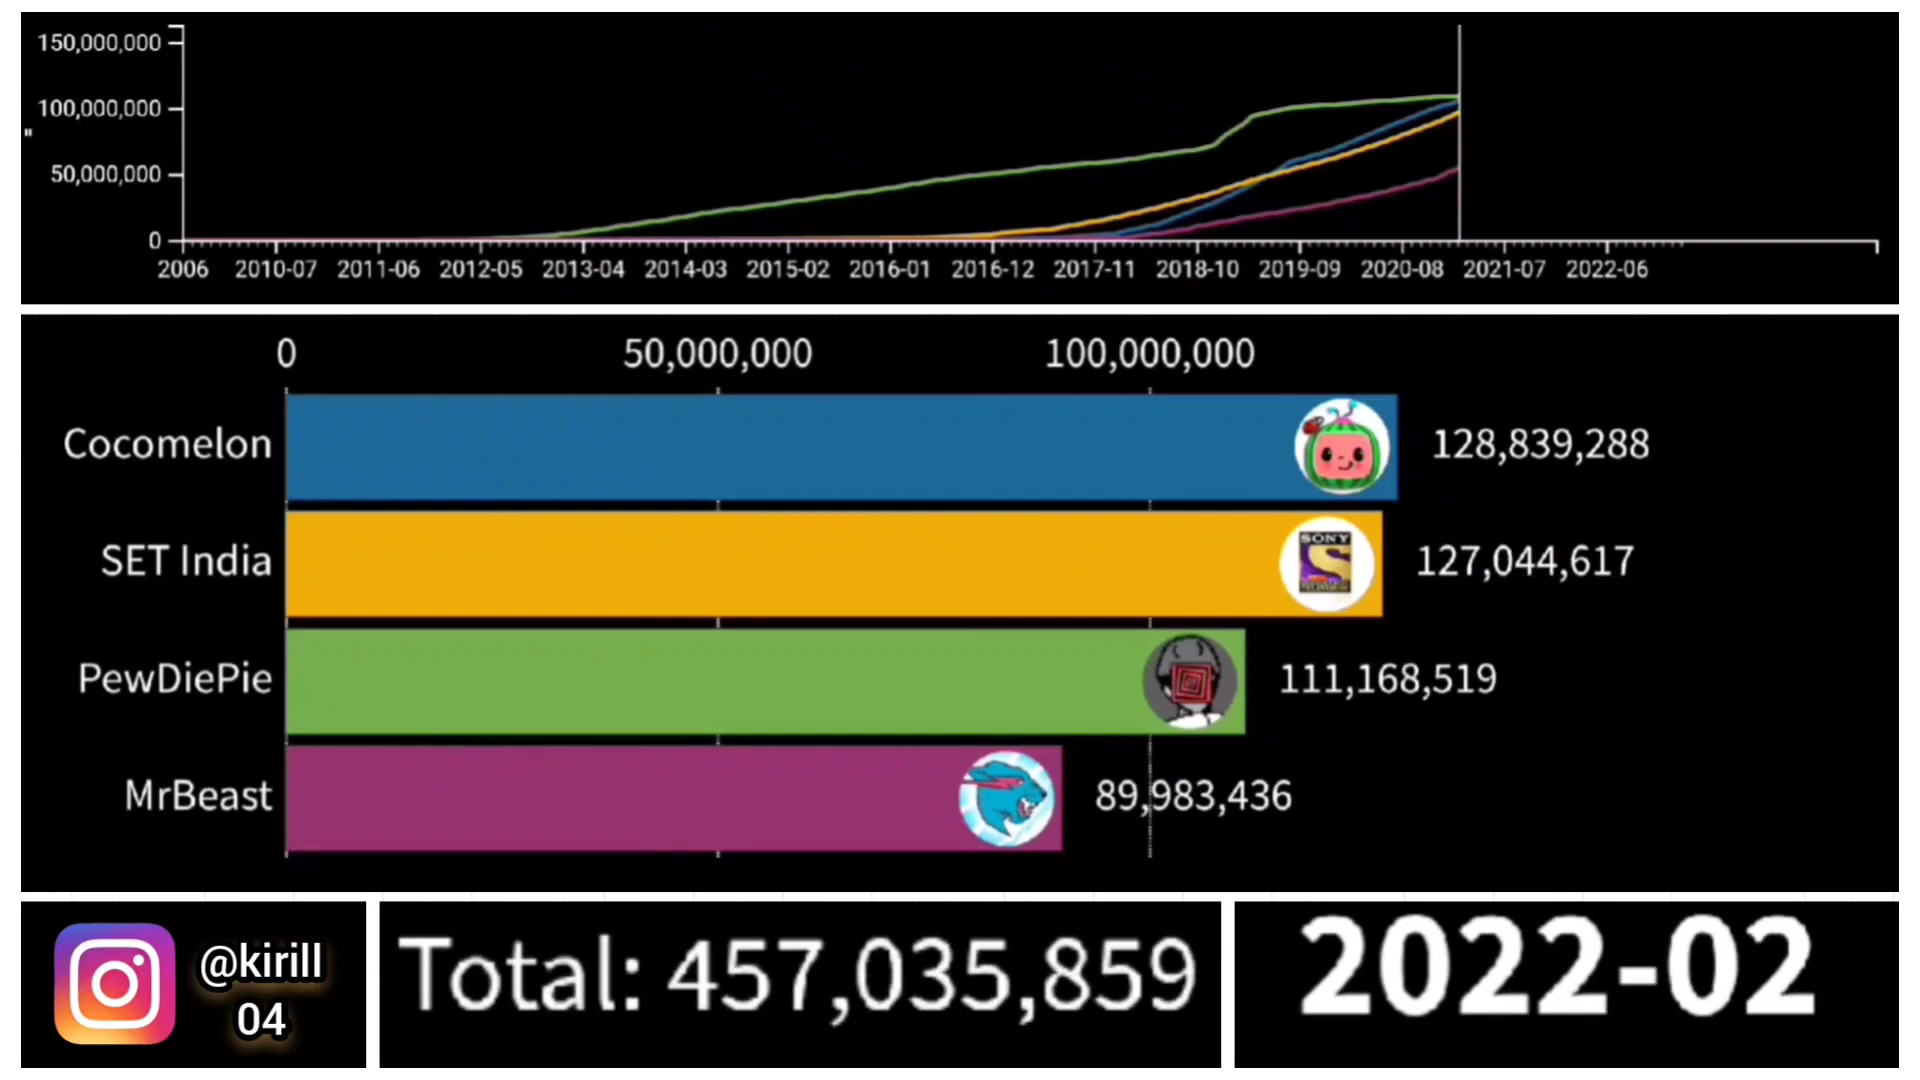 150,000,000
100,000,000
"
50,000,000
0
2006 2010-07 2011-06 2012-05 2013-04 2014-03 2015-02 2016-01 2016-12 2017-11 2018-10 2019-09 2020-08 2021-07 2022-06
0 50,000,000 100,000,000
Cocomelon 128,839,288
SET India SONY 127,044,617
PewDiePie 111,168,519
MrBeast 89,983,436
@kirill
04
Total: 457,035,859
2022-02